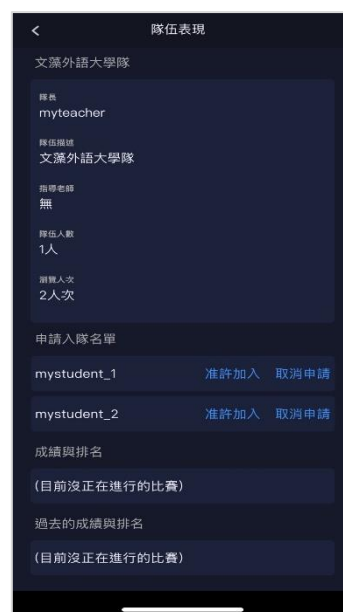 隊伍表現
文藻外語大學隊
隊長
myteacher
隊伍描述
文藻外語大學隊
指導老師
無
隊伍人數
1人
瀏覽人次
2人次
申請入隊名單
mystudent_1 准許加入 取消申請
mystudent_2 准許加入 取消申請
成績與排名
(目前沒正在進行的比賽)
過去的成績與排名
(目前沒正在進行的比賽)